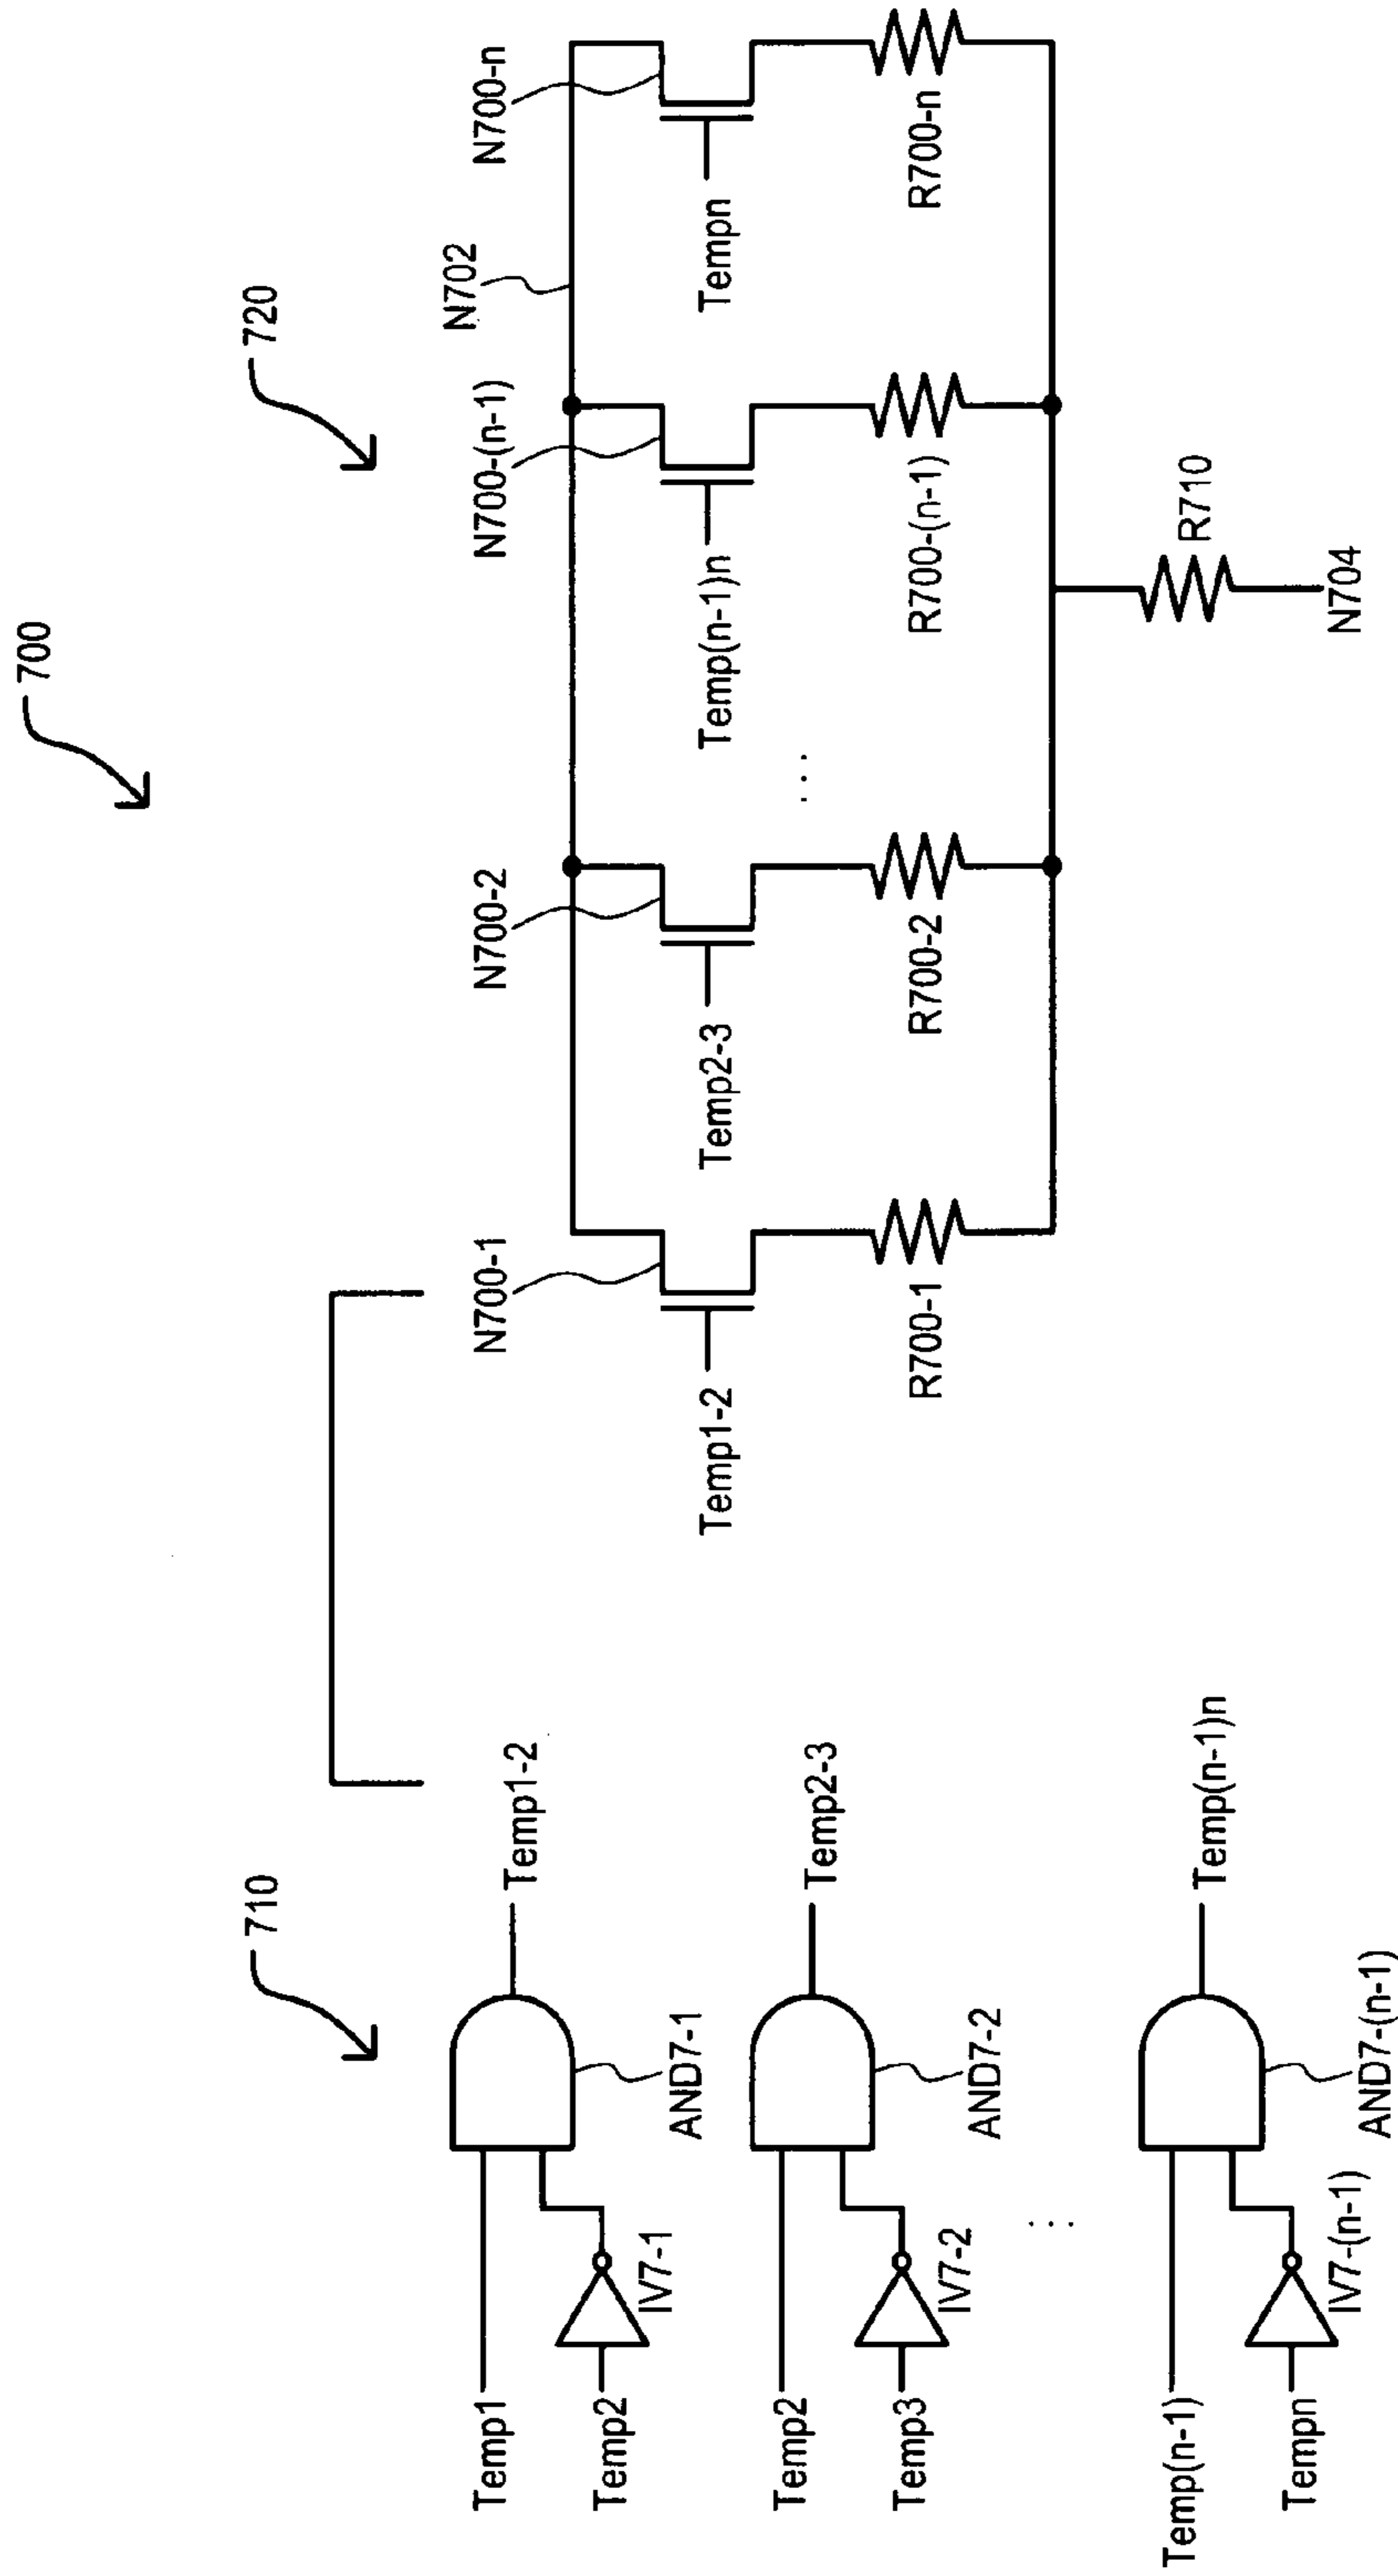 700
710
Temp1
Temp2
IV7-1
AND7-1
Temp1-2
Temp2
Temp3
IV7-2
AND7-2
Temp2-3
Temp(n-1)
Tempn
IV7-(n-1)
AND7-(n-1)
Temp(n-1)n
720
N702
N700-1
N700-2
N700-(n-1)
N700-n
Temp1-2
Temp2-3
Temp(n-1)n
Tempn
R700-1
R700-2
R700-(n-1)
R700-n
R710
N704